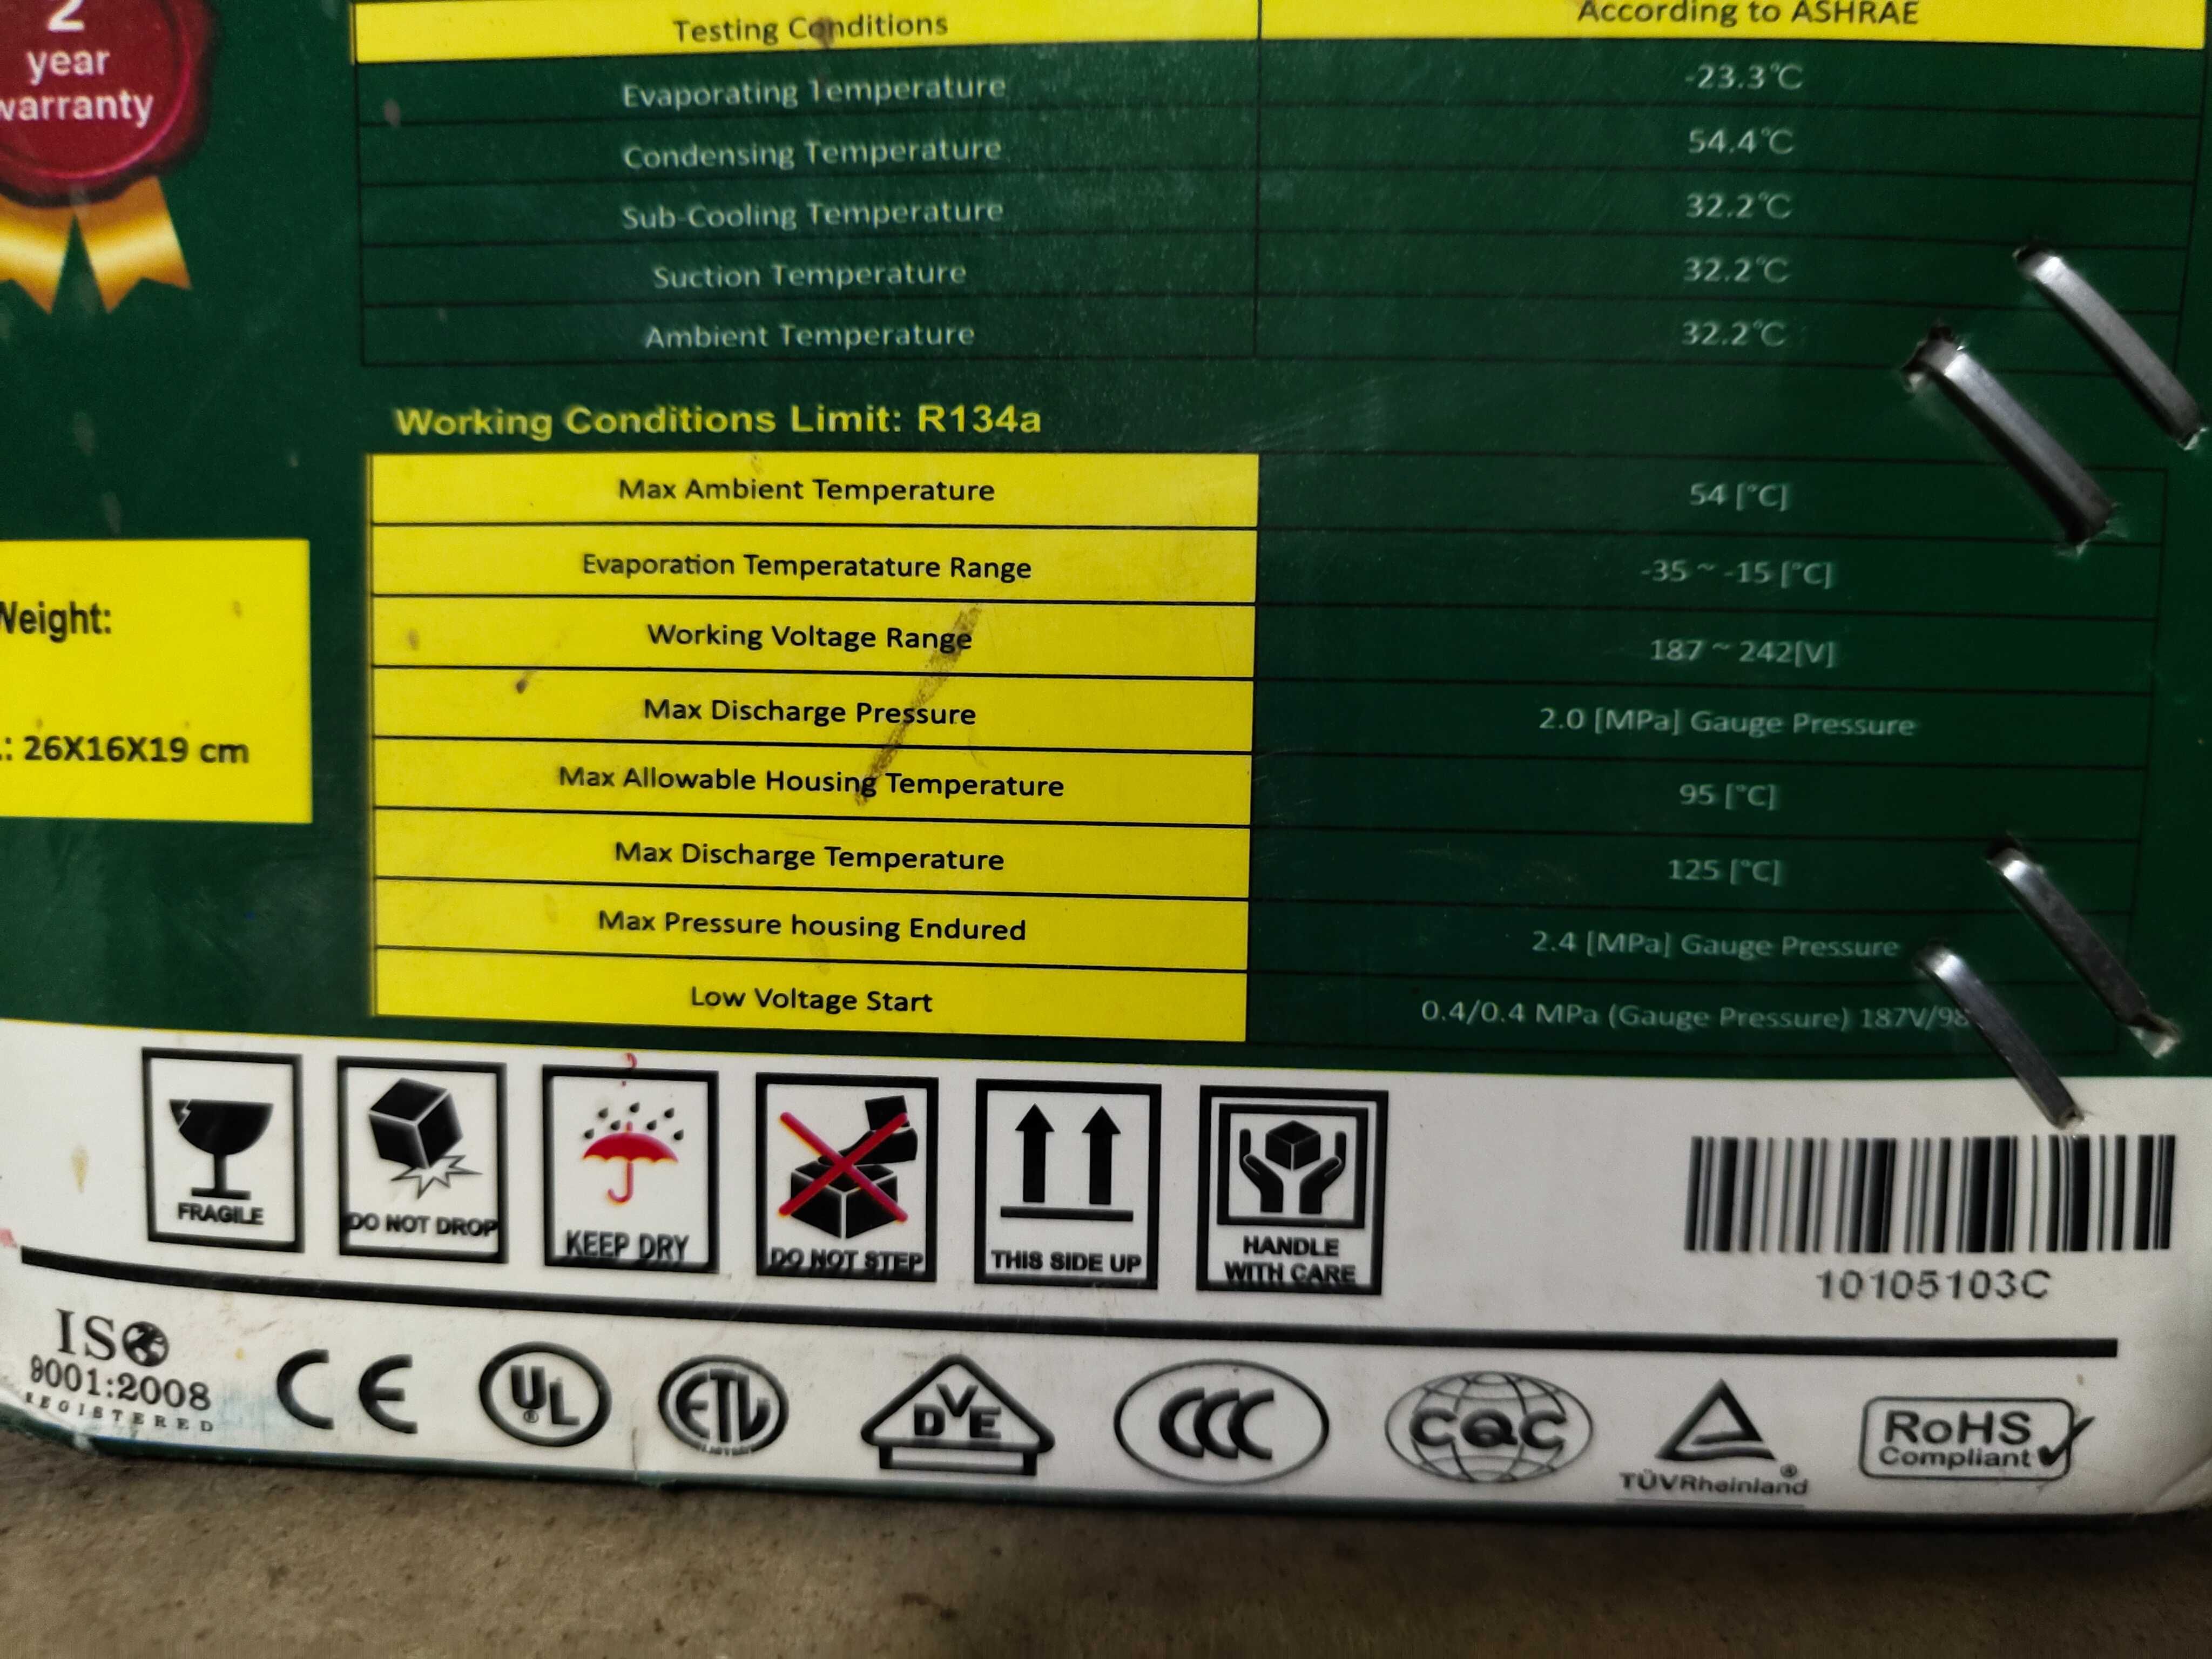 2
year
warranty
Testing Conditions According to ASHRAE
Evaporating Temperature -23.3°C
Condensing Temperature 54.4°C
Sub-Cooling Temperature 32.2°C
Suction Temperature 32.2°C
Ambient Temperature 32.2°C
Working Conditions Limit: R134a
Max Ambient Temperature 54 [°C]
Evaporation Temperatature Range -35 ~ -15 [°C]
Working Voltage Range 187 ~ 242[V]
Max Discharge Pressure 2.0 [MPa] Gauge Pressure
Max Allowable Housing Temperature 95 [°C]
Max Discharge Temperature 125 [°C]
Max Pressure housing Endured 2.4 [MPa] Gauge Pressure
Low Voltage Start 0.4/0.4 MPa (Gauge Pressure) 187V/98
Weight:
.: 26X16X19 cm
FRAGILE
DO NOT DROP
KEEP DRY
DO NOT STEP
THIS SIDE UP
HANDLE
WITH CARE
10105103C
ISO
9001:2008
REGISTERED
CE
UL
®
ETL
DVE
CCC
CQC
TÜVRheinland®
RoHS
Compliant